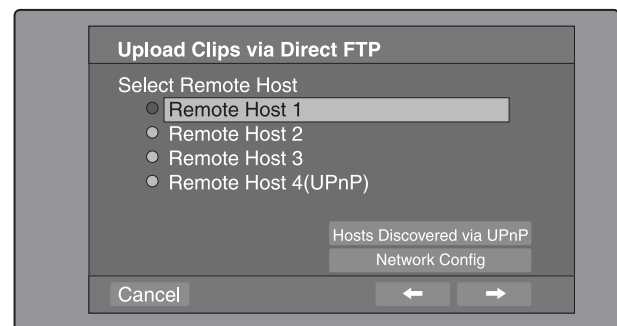 Upload Clips via Direct FTP
Select Remote Host
Remote Host 1
Remote Host 2
Remote Host 3
Remote Host 4(UPnP)
Hosts Discovered via UPnP
Network Config
Cancel